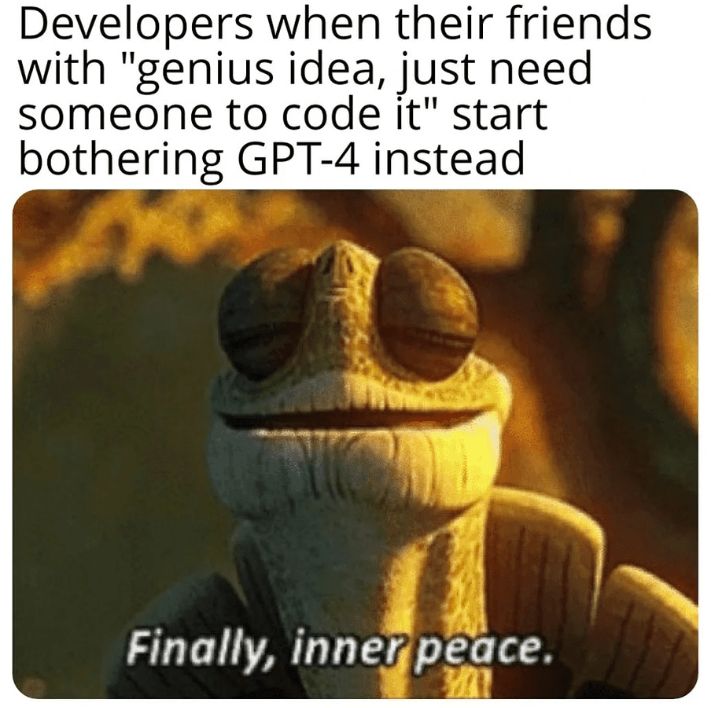 Developers when their friends
with "genius idea, just need
someone to code it" start
bothering GPT-4 instead
Finally, inner peace.